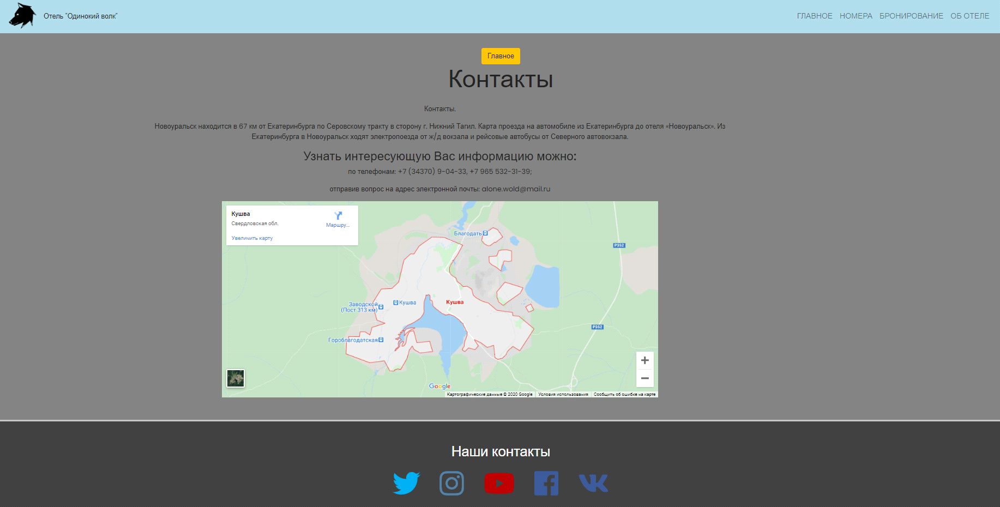 Отель "Одинокий волк"
ГЛАВНОЕ НОМЕРА БРОНИРОВАНИЕ ОБ ОТЕЛЕ
Главное
Контакты
Контакты.
Новоуральск находится в 67 км от Екатеринбурга по Серовскому тракту в сторону г. Нижний Тагил. Карта проезда на автомобиле из Екатеринбурга до отеля «Новоуральск». Из
Екатеринбурга в Новоуральск ходят электропоезда от ж/д вокзала и рейсовые автобусы от Северного автовокзала.
Узнать интересующую Вас информацию можно:
по телефонам: +7 (34370) 9-04-33, +7 965 532-31-39;
отправив вопрос на адрес электронной почты: alone.wold@mail.ru
Кушва
Свердловская обл.
Маршру...
Увеличить карту
Благодать
P352
Заводской
(Пост 313 км)
Кушва
Кушва
P352
Гороблагодатская
Google
Картографические данные © 2020 Google Условия использования Сообщить об ошибке на карте
Наши контакты